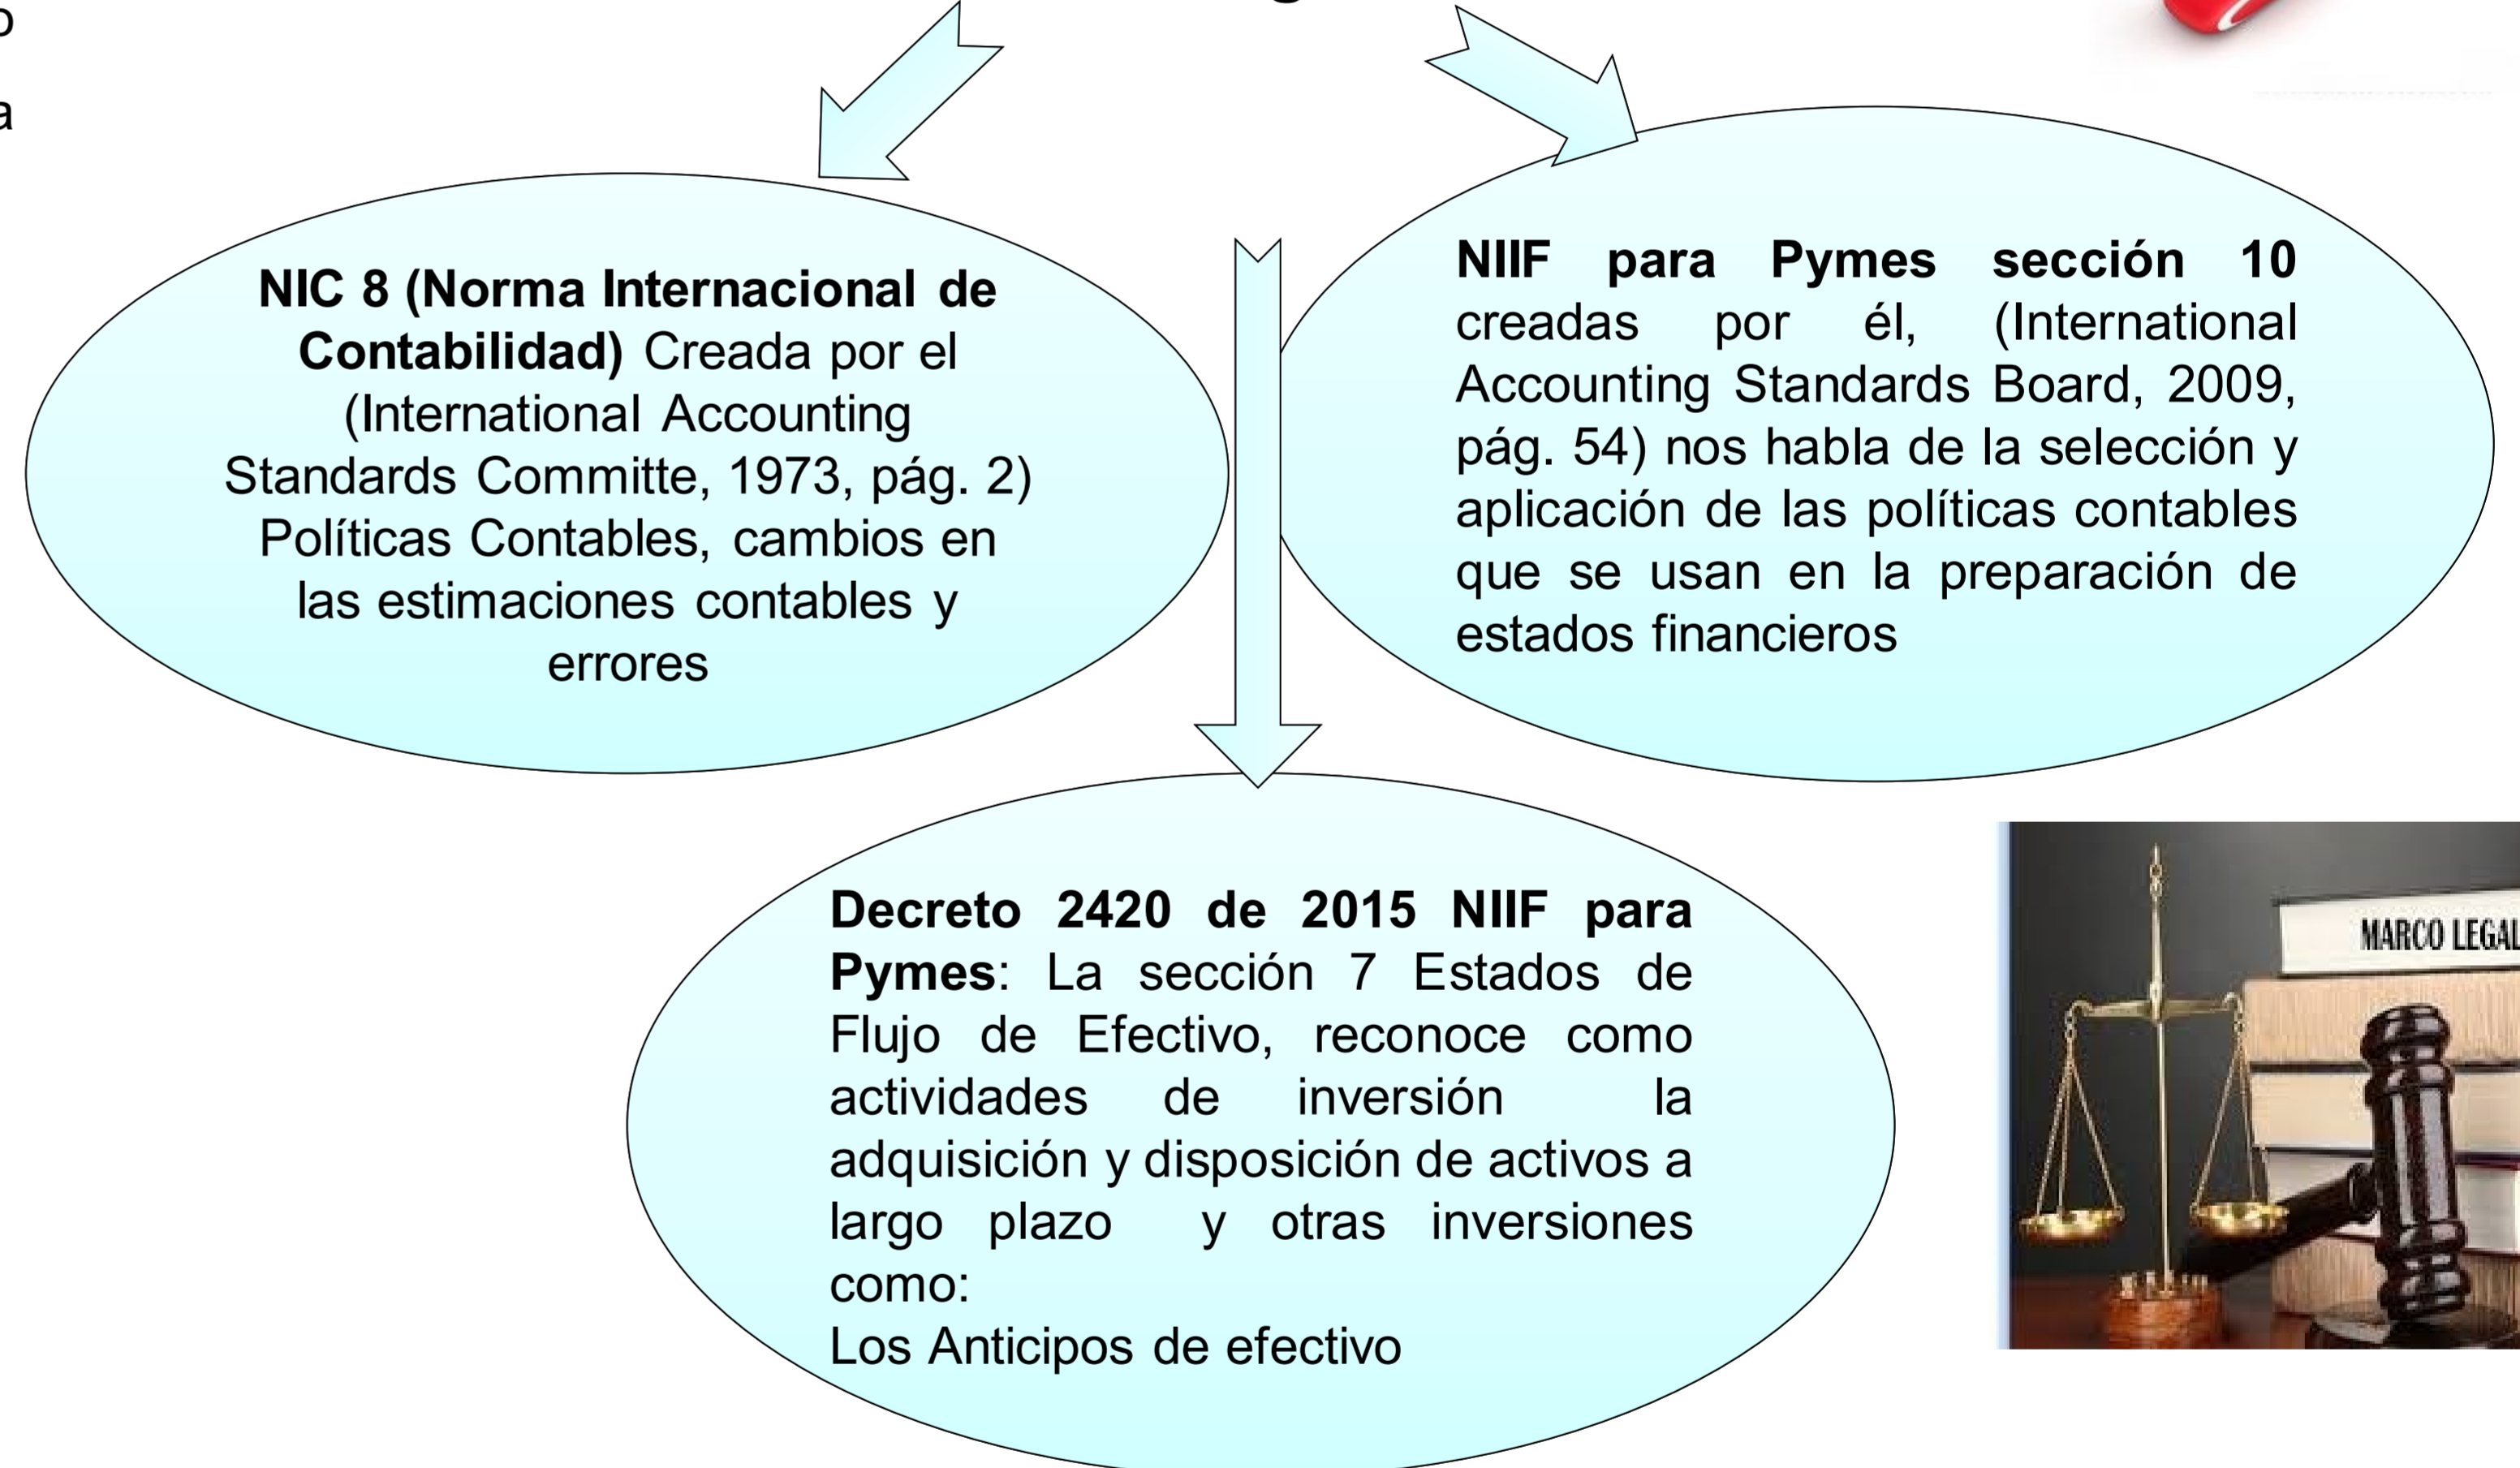 NIC 8 (Norma Internacional de
Contabilidad) Creada por el
(International Accounting
Standards Committe, 1973, pág. 2)
Políticas Contables, cambios en
las estimaciones contables y
errores
NIIF para Pymes sección 10
creadas por él, (International
Accounting Standards Board, 2009,
pág. 54) nos habla de la selección y
aplicación de las políticas contables
que se usan en la preparación de
estados financieros
Decreto 2420 de 2015 NIIF para
Pymes: La sección 7 Estados de
Flujo de Efectivo, reconoce como
actividades de inversión la
adquisición y disposición de activos a
largo plazo y otras inversiones
como:
Los Anticipos de efectivo
MARCO LEGAL